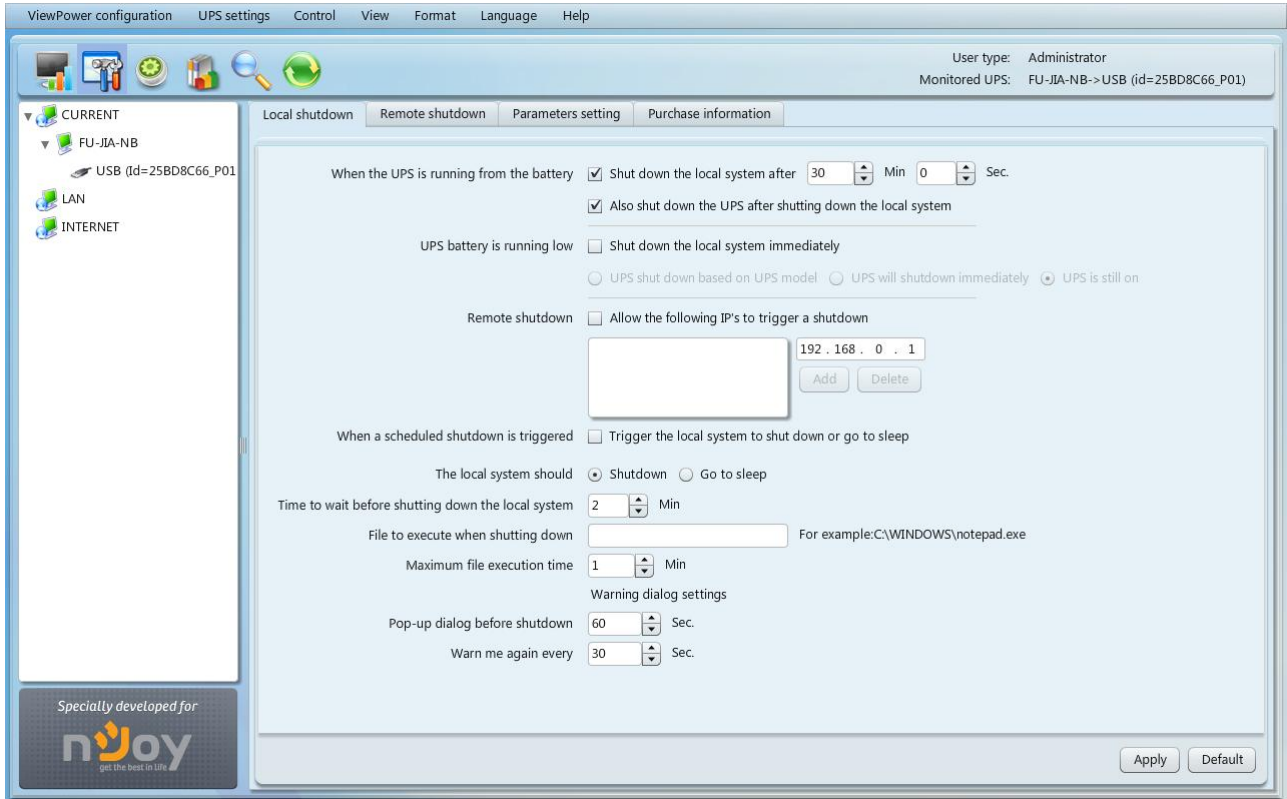 ViewPower configuration UPS settings Control View Format Language Help
User type: Administrator
Monitored UPS: FU-JIA-NB->USB (id=25BD8C66_P01)
CURRENT
FU-JIA-NB
USB (Id=25BD8C66_P01
LAN
INTERNET
Local shutdown Remote shutdown Parameters setting Purchase information
When the UPS is running from the battery Shut down the local system after 30 Min 0 Sec.
Also shut down the UPS after shutting down the local system
UPS battery is running low Shut down the local system immediately
UPS shut down based on UPS model UPS will shutdown immediately UPS is still on
Remote shutdown Allow the following IP's to trigger a shutdown
192 . 168 . 0 . 1
Add Delete
When a scheduled shutdown is triggered Trigger the local system to shut down or go to sleep
The local system should Shutdown Go to sleep
Time to wait before shutting down the local system 2 Min
File to execute when shutting down For example:C:\WINDOWS\notepad.exe
Maximum file execution time 1 Min
Warning dialog settings
Pop-up dialog before shutdown 60 Sec.
Warn me again every 30 Sec.
Specially developed for
nJoy
get the best in life
Apply Default